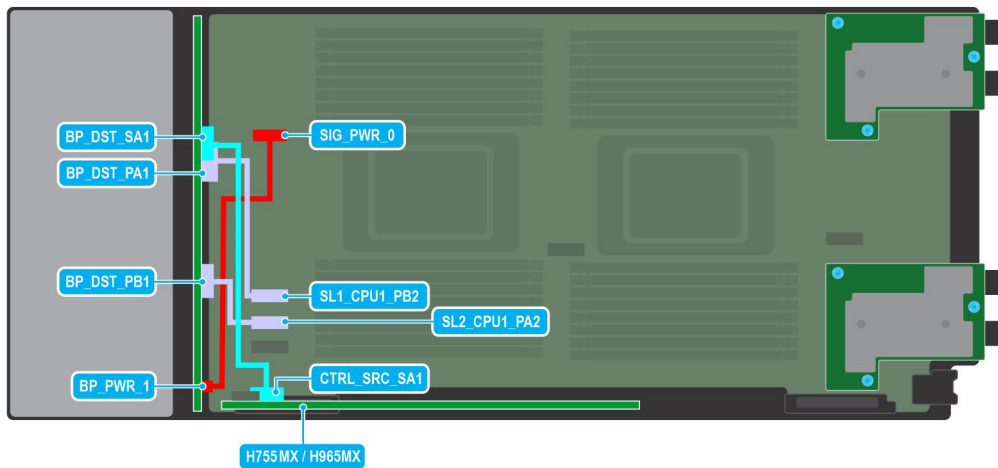 BP_DST_SA1
SIG_PWR_0
BP_DST_PA1
BP_DST_PB1
SL1_CPU1_PB2
SL2_CPU1_PA2
BP_PWR_1
CTRL_SRC_SA1
H755MX / H965MX